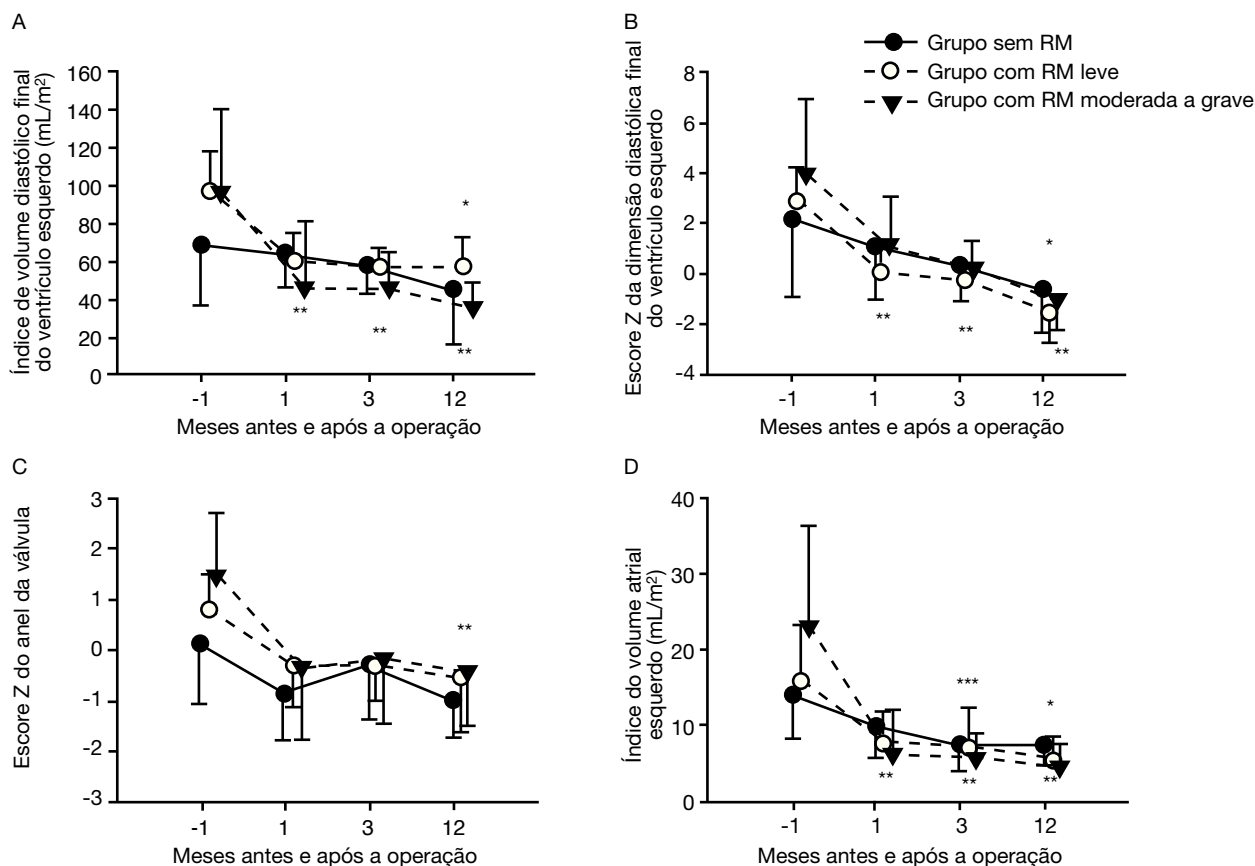 A
Índice de volume diastólico final
do ventrículo esquerdo (mL/m²)
160
140
120
100
80
60
40
20
0
*
**
**
**
-1 1 3 12
Meses antes e após a operação
B
Grupo sem RM
Grupo com RM leve
Grupo com RM moderada a grave
Escore Z da dimensão diastólica final
do ventrículo esquerdo
8
6
4
2
0
-2
-4
*
**
**
**
-1 1 3 12
Meses antes e após a operação
C
Escore Z do anel da válvula
3
2
1
0
-1
-2
-3
**
-1 1 3 12
Meses antes e após a operação
D
Índice do volume atrial
esquerdo (mL/m²)
40
30
20
10
0
***
*
**
**
**
-1 1 3 12
Meses antes e após a operação